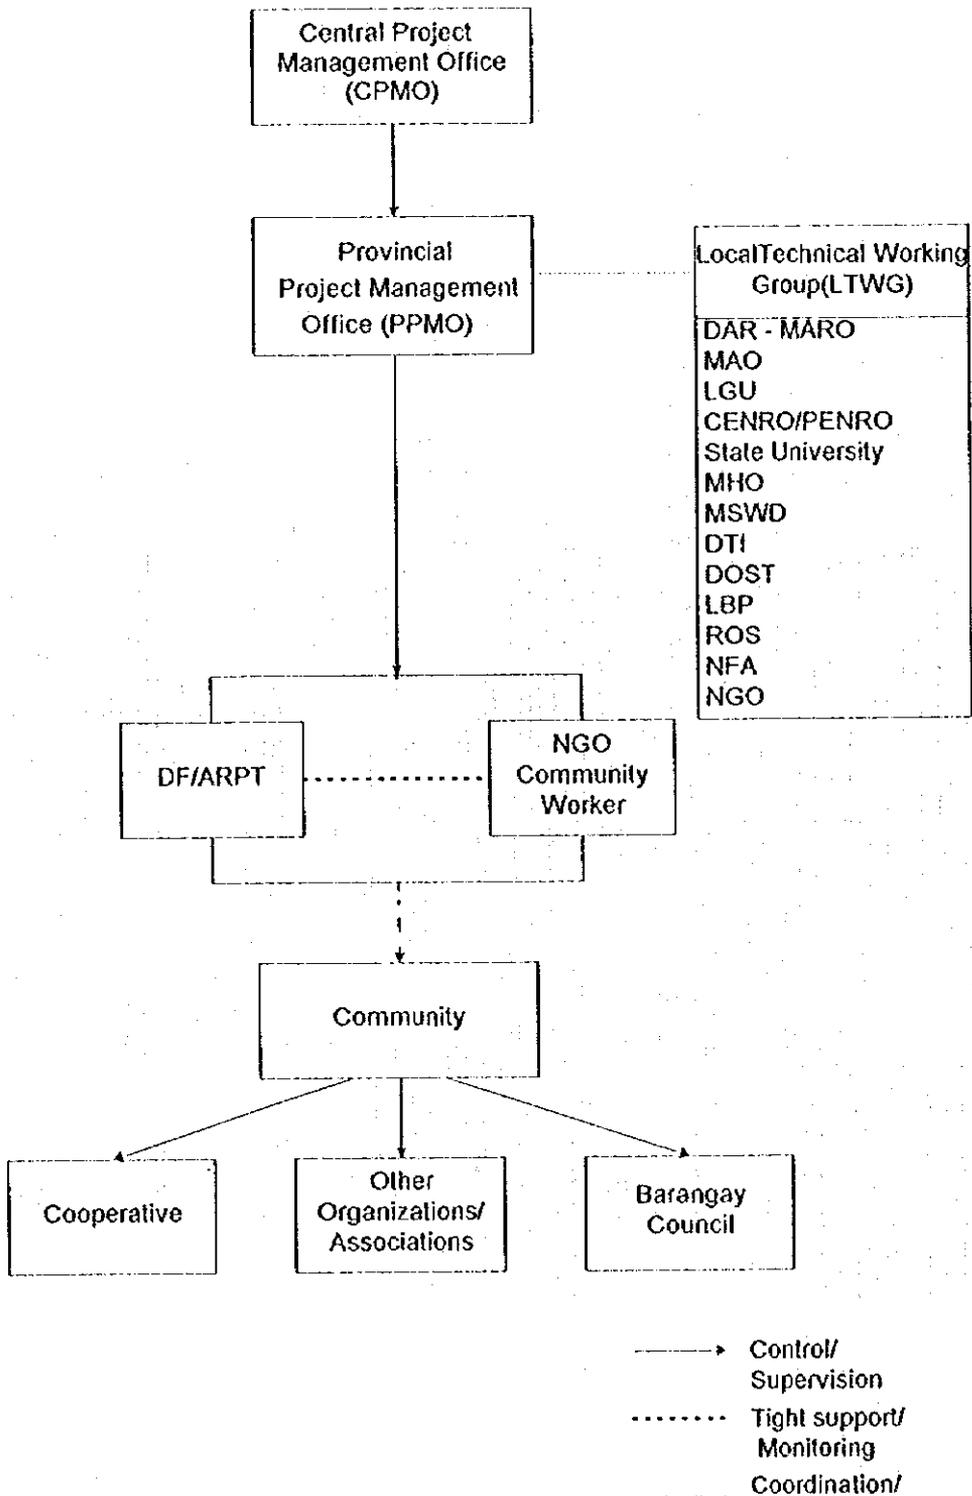 Central Project
Management Office
(CPMO)
Provincial
Project Management
Office (PPMO)
LocalTechnical Working
Group(LTWG)
DAR - MARO
MAO
LGU
CENRO/PENRO
State University
MHO
MSWD
DTI
DOST
LBP
ROS
NFA
NGO
DF/ARPT
NGO
Community
Worker
Community
Cooperative
Other
Organizations/
Associations
Barangay
Council
Control/
Supervision
Tight support/
Monitoring
Coordination/